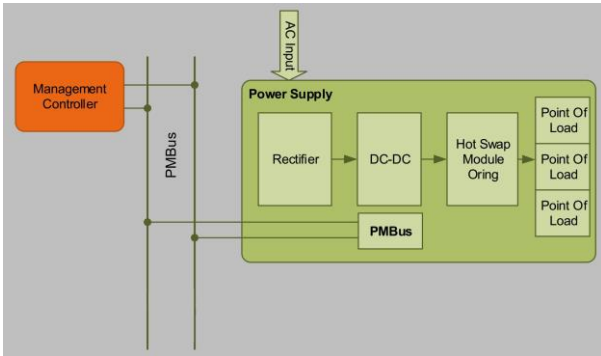 AC Input
Management
Controller
PMBus
Power Supply
Rectifier
DC-DC
Hot Swap
Module
Oring
Point Of
Load
Point Of
Load
Point Of
Load
PMBus